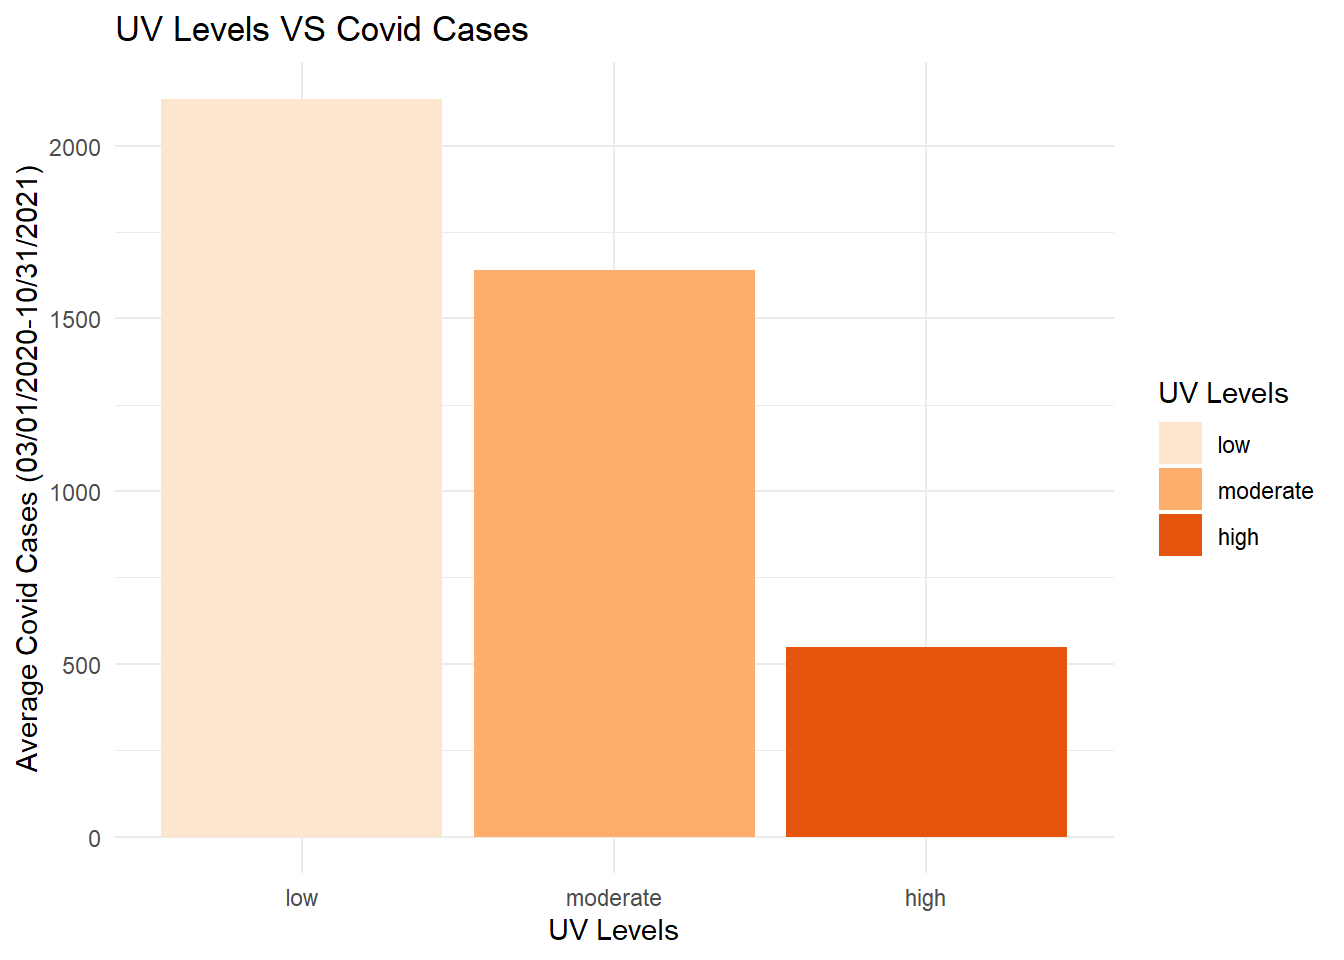 UV Levels VS Covid Cases
Average Covid Cases (03/01/2020-10/31/2021)
2000
1500
1000
500
0
low
moderate
high
UV Levels
UV Levels
low
moderate
high